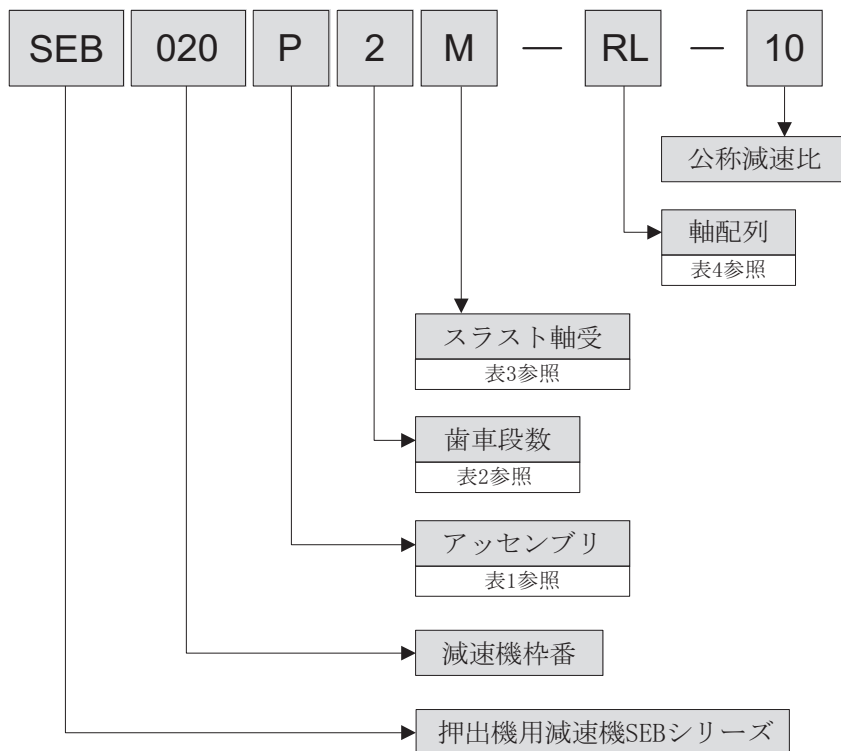 SEB 020 P 2 M — RL — 10
公称減速比
軸配列
表4参照
スラスト軸受
表3参照
歯車段数
表2参照
アッセンブリ
表1参照
減速機枠番
押出機用減速機SEBシリーズ